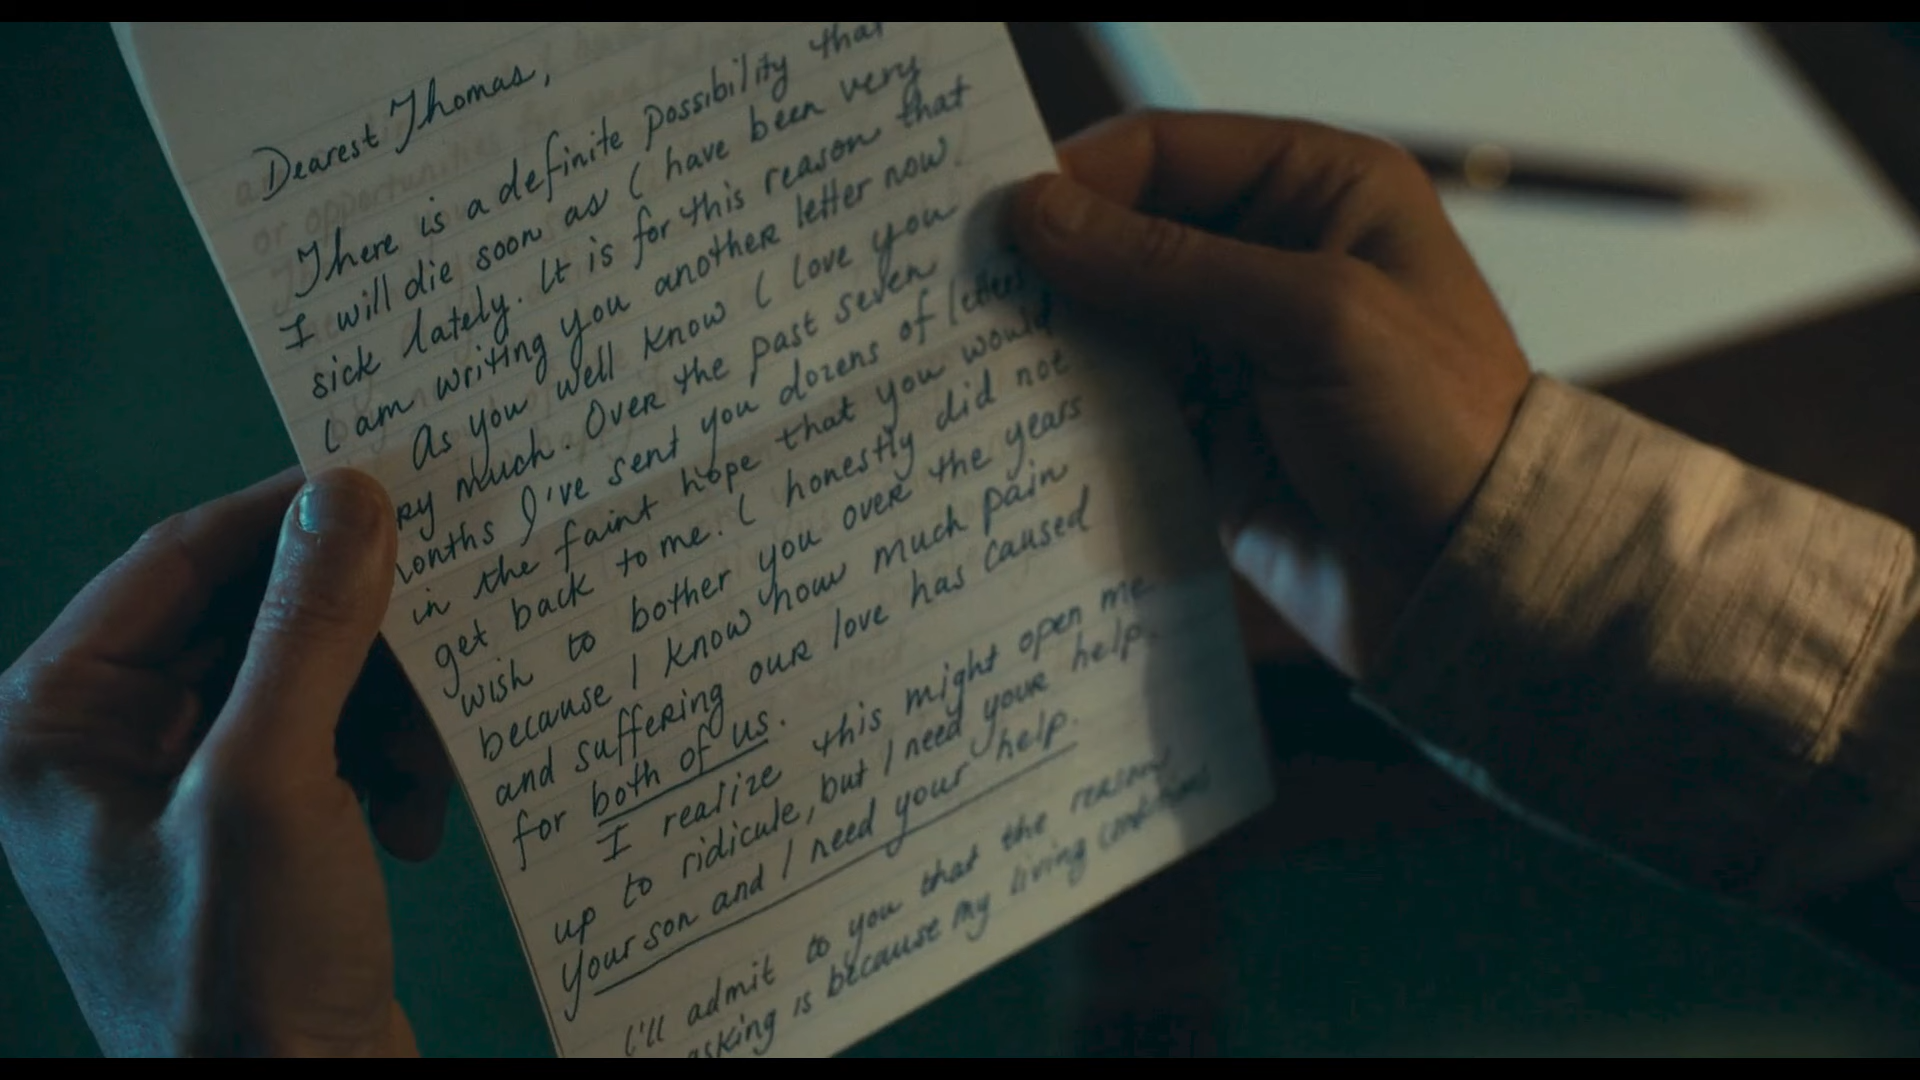 Dearest Thomas,
There is a definite possibility that
I will die soon as I have been very
sick lately. It is for this reason that
I am writing you another letter now.
As you well know I love you
ry much. Over the past seven
onths I've sent you dozens of letters
in the faint hope that you would
get back to me. I honestly did not
wish to bother you over the years
because I know how much pain
and suffering our love has caused
for both of us.
I realize this might open me
up to ridicule, but I need your help.
Your son and I need your help.
I'll admit to you that the reason
asking is because my living conditions